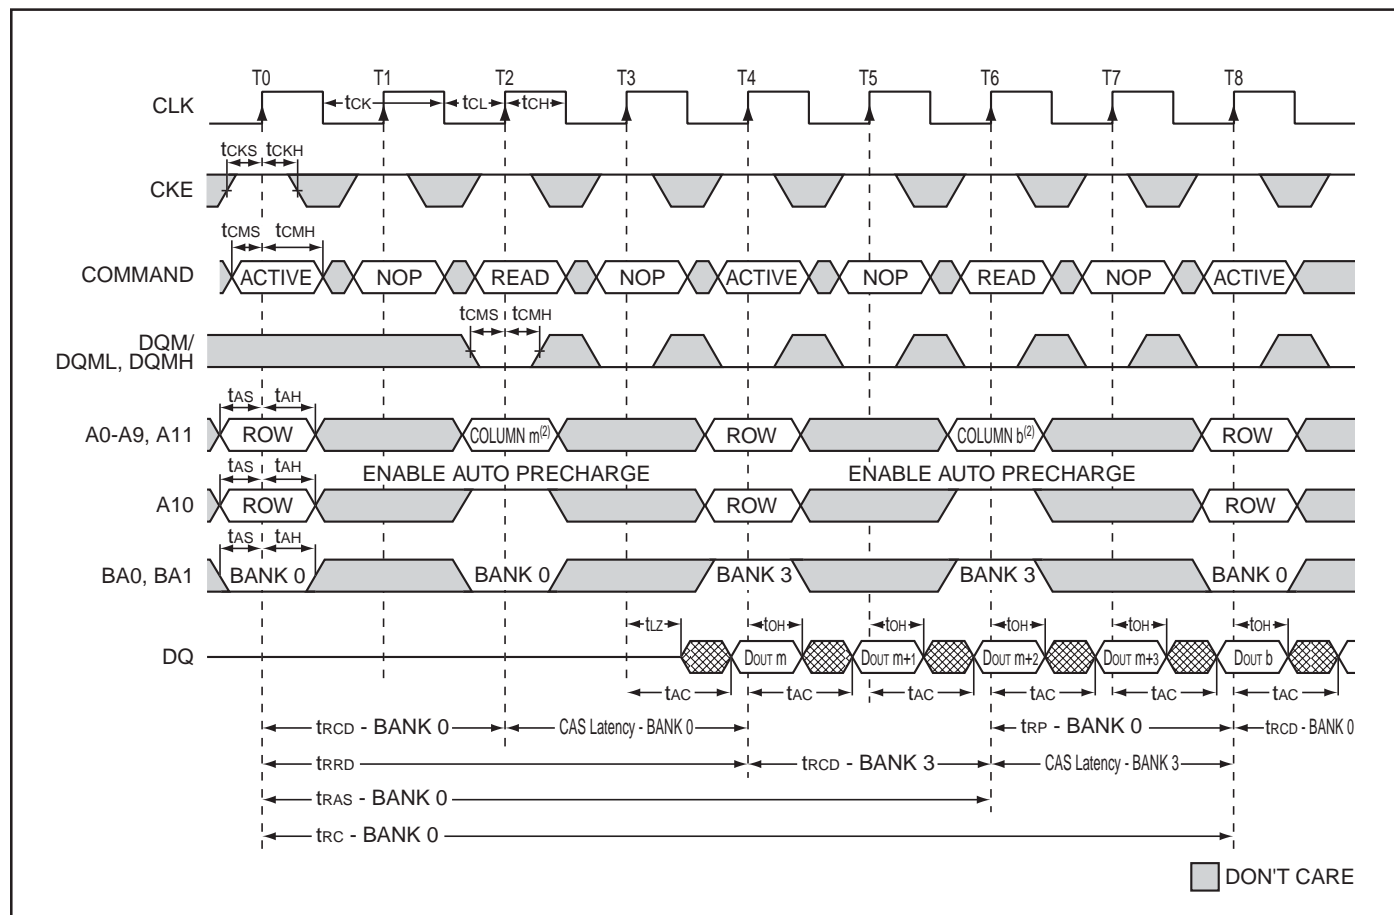 T0 T1 T2 T3 T4 T5 T6 T7 T8
CLK tCK tCL tCH
tCKS tCKH
CKE
tCMS tCMH
COMMAND ACTIVE NOP READ NOP ACTIVE NOP READ NOP ACTIVE
tCMS tCMH
DQM/
DQML, DQMH
tAS tAH
A0-A9, A11 ROW COLUMN m(2) ROW COLUMN b(2) ROW
tAS tAH ENABLE AUTO PRECHARGE ENABLE AUTO PRECHARGE
A10 ROW ROW ROW
tAS tAH
BA0, BA1 BANK 0 BANK 0 BANK 3 BANK 3 BANK 0
tLZ tOH tOH tOH tOH tOH
DQ DOUT m DOUT m+1 DOUT m+2 DOUT m+3 DOUT b
tAC tAC tAC tAC tAC tAC
tRCD - BANK 0 CAS Latency - BANK 0 tRP - BANK 0 tRCD - BANK 0
tRRD tRCD - BANK 3 CAS Latency - BANK 3
tRAS - BANK 0
tRC - BANK 0
DON'T CARE